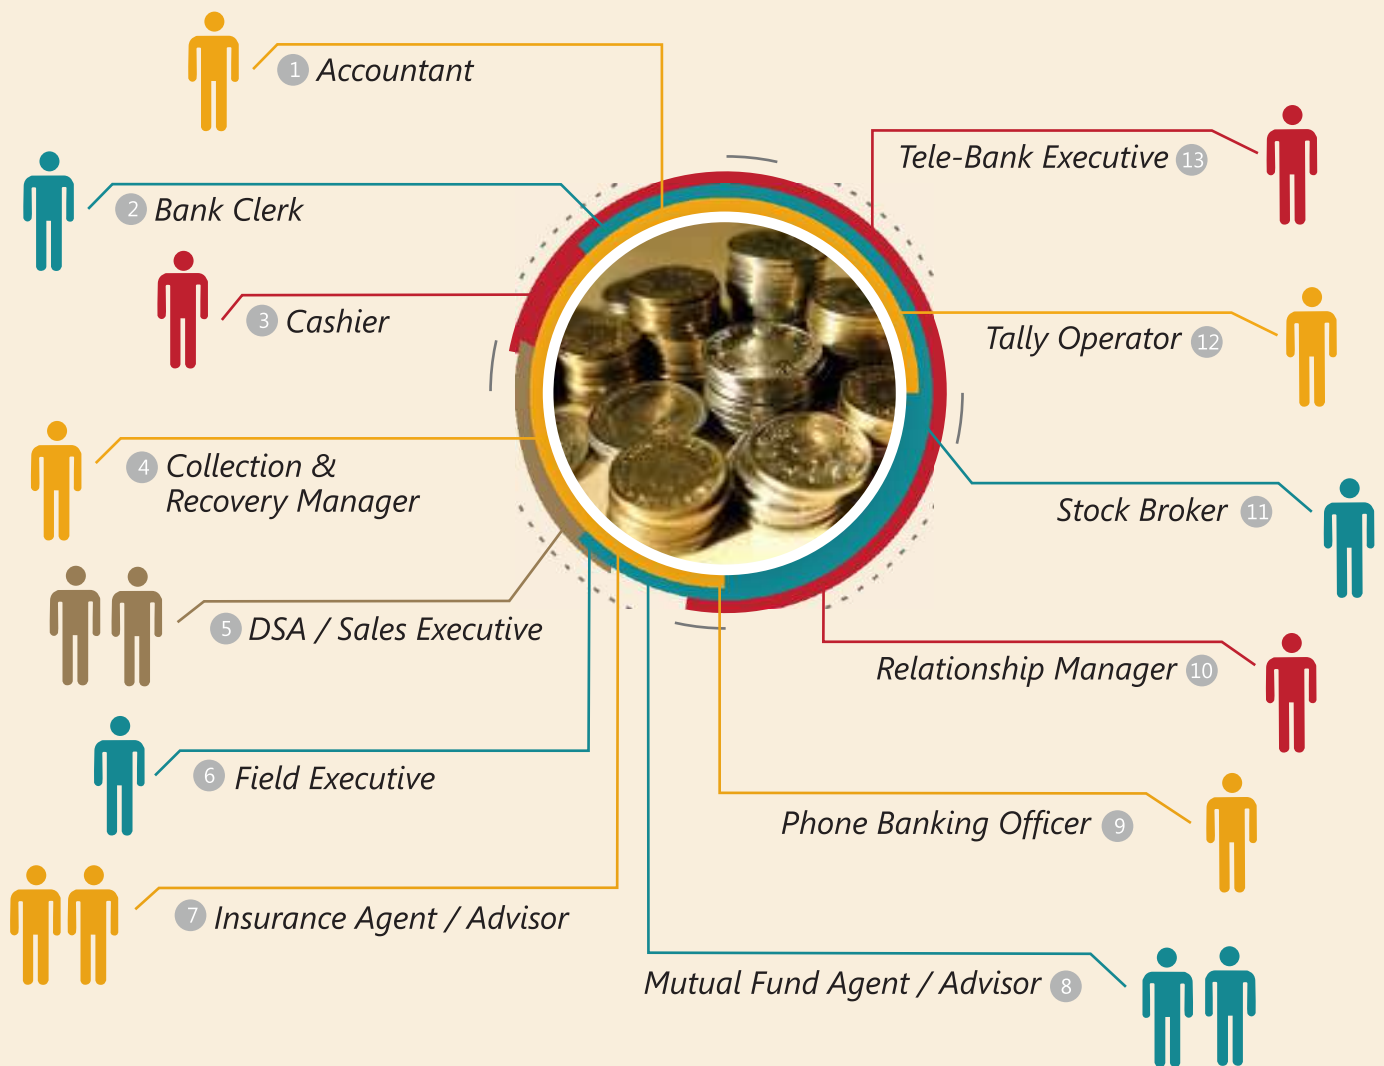 1 Accountant
2 Bank Clerk
3 Cashier
4 Collection &
Recovery Manager
5 DSA / Sales Executive
6 Field Executive
7 Insurance Agent / Advisor
Mutual Fund Agent / Advisor 8
Phone Banking Officer 9
Relationship Manager 10
Stock Broker 11
Tally Operator 12
Tele-Bank Executive 13